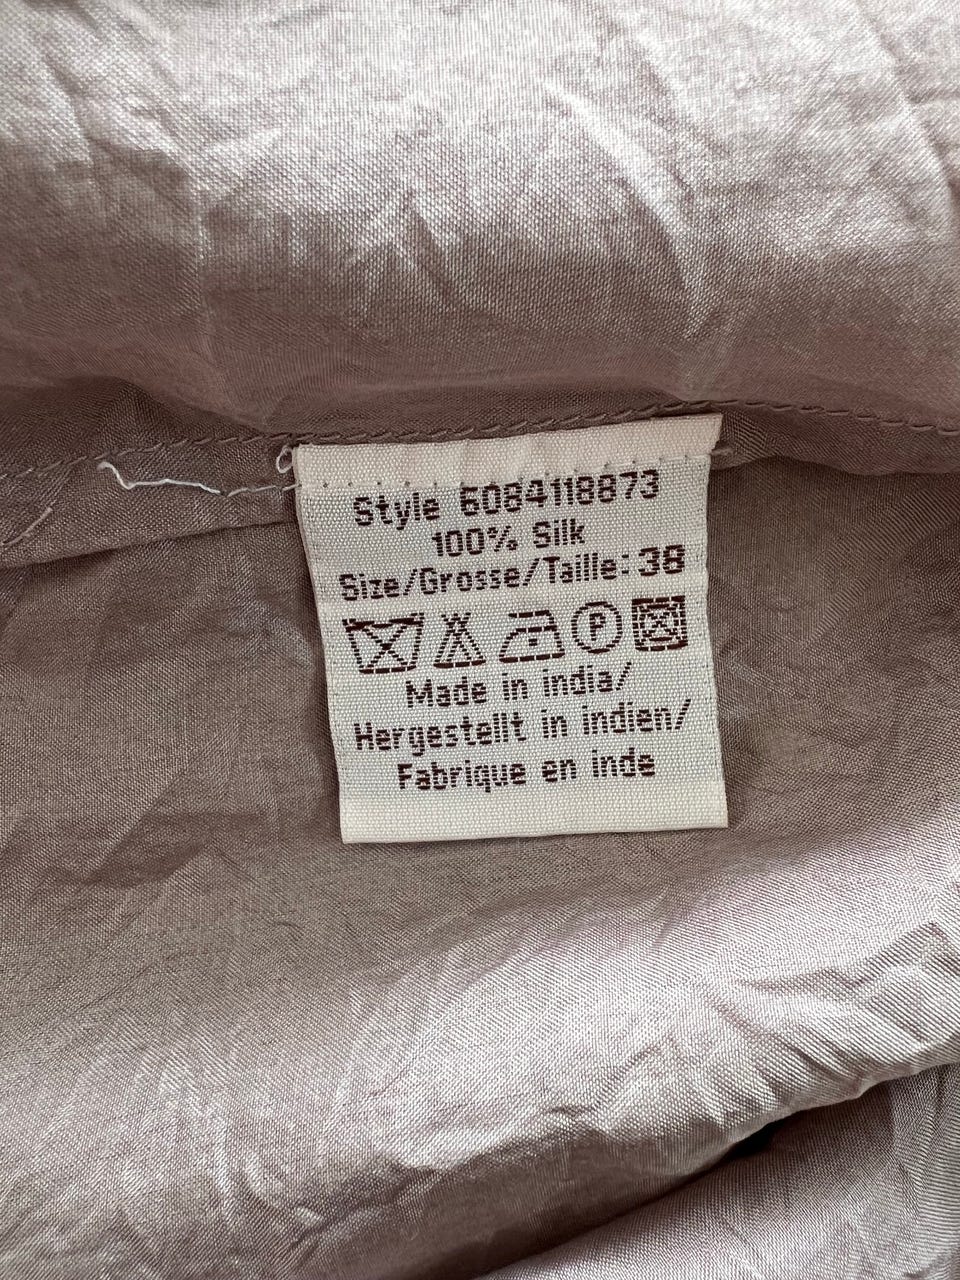 Style 6084118873
100% Silk
Size/Grosse/Taille: 38
P
Made in india/
Hergestellt in indien/
Fabrique en inde